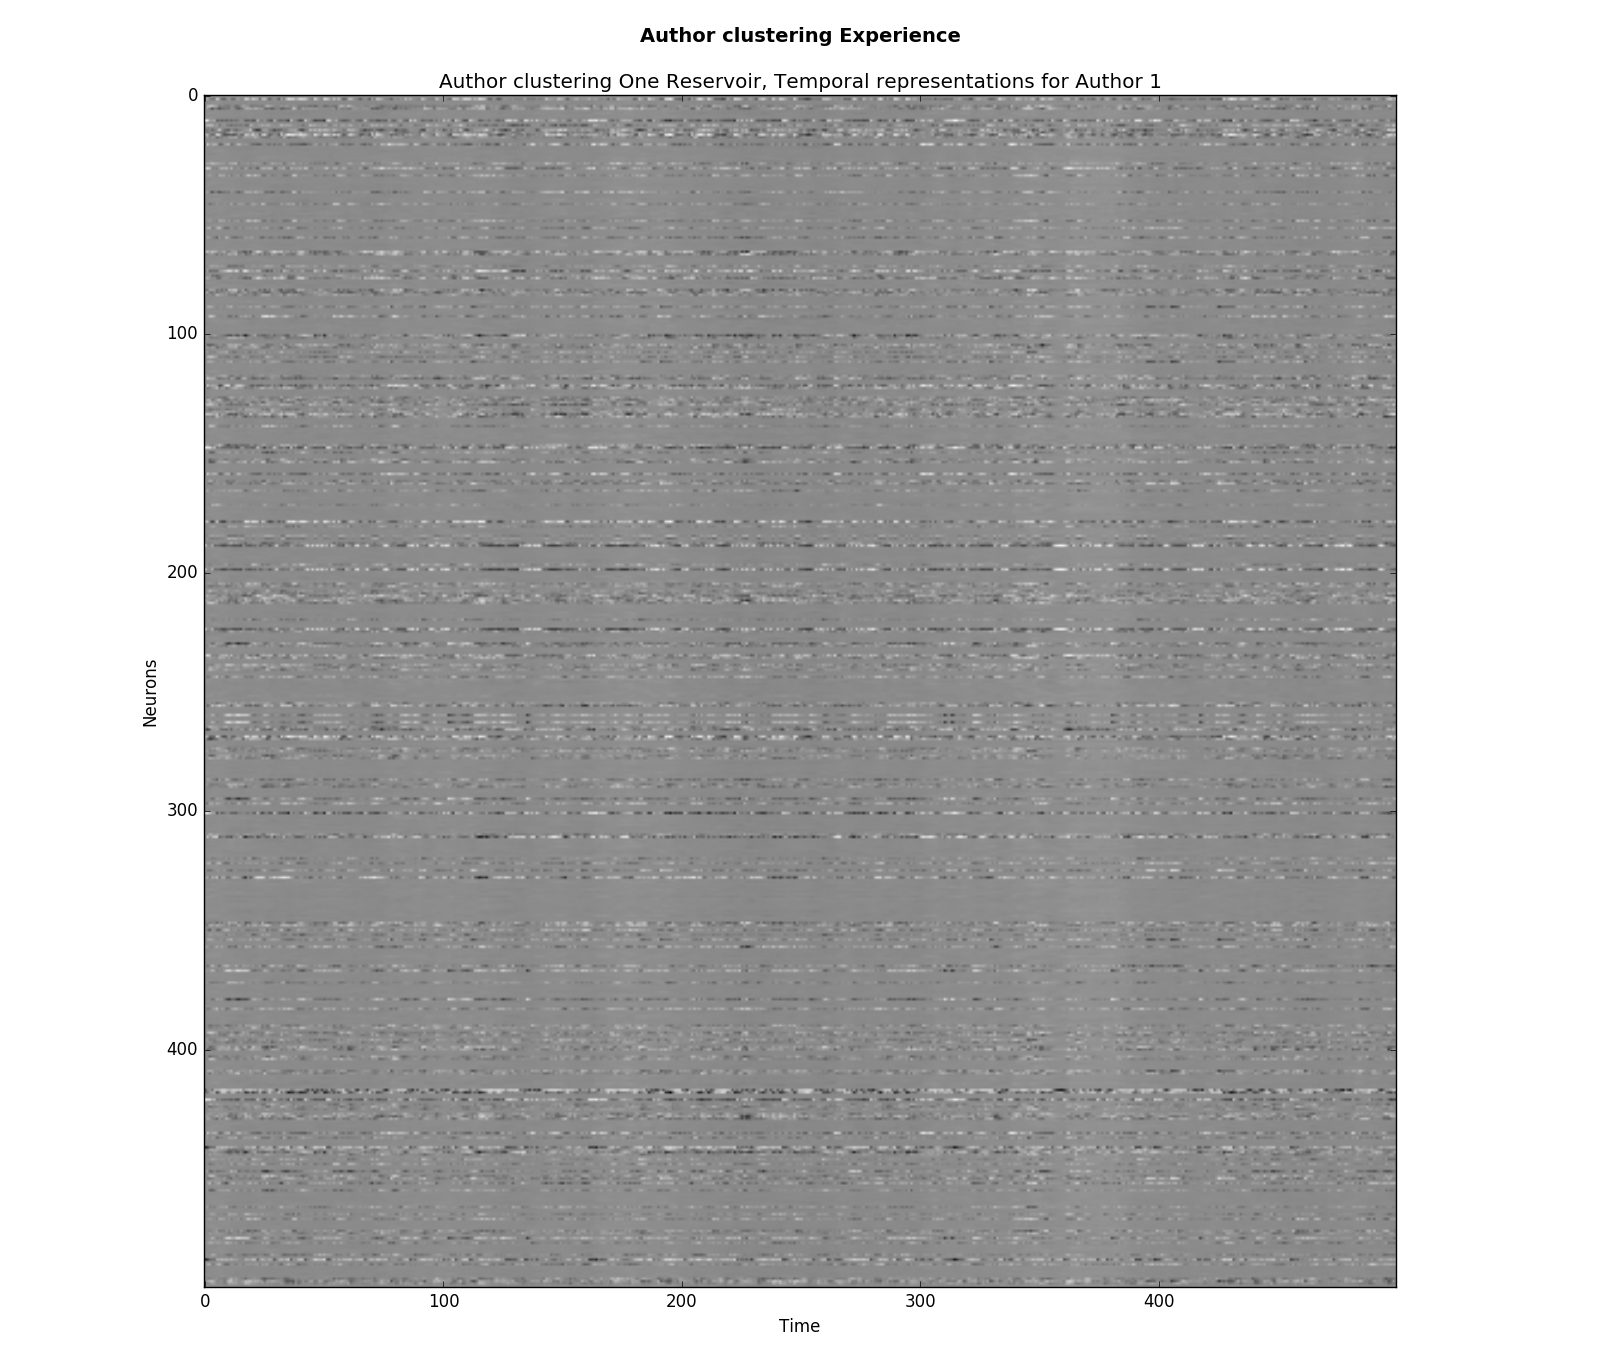 Author clustering Experience
Author clustering One Reservoir, Temporal representations for Author 1
0
100
200
300
400
Neurons
0 100 200 300 400
Time